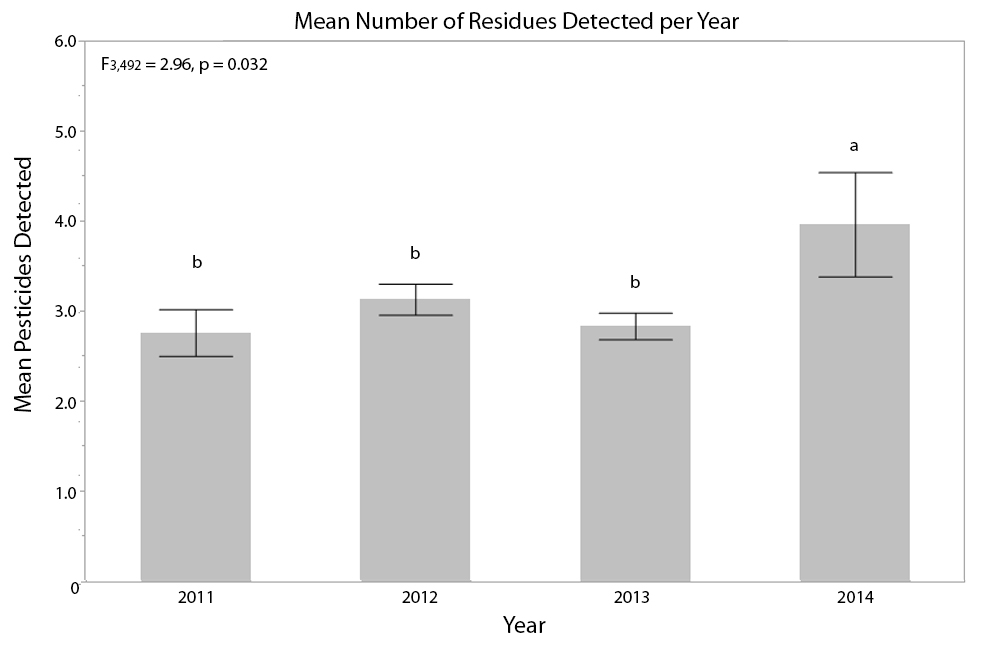 Mean Number of Residues Detected per Year
F3,492 = 2.96, p = 0.032
Mean Pesticides Detected
6.0
5.0
4.0
3.0
2.0
1.0
0
b
b
b
a
2011 2012 2013 2014
Year